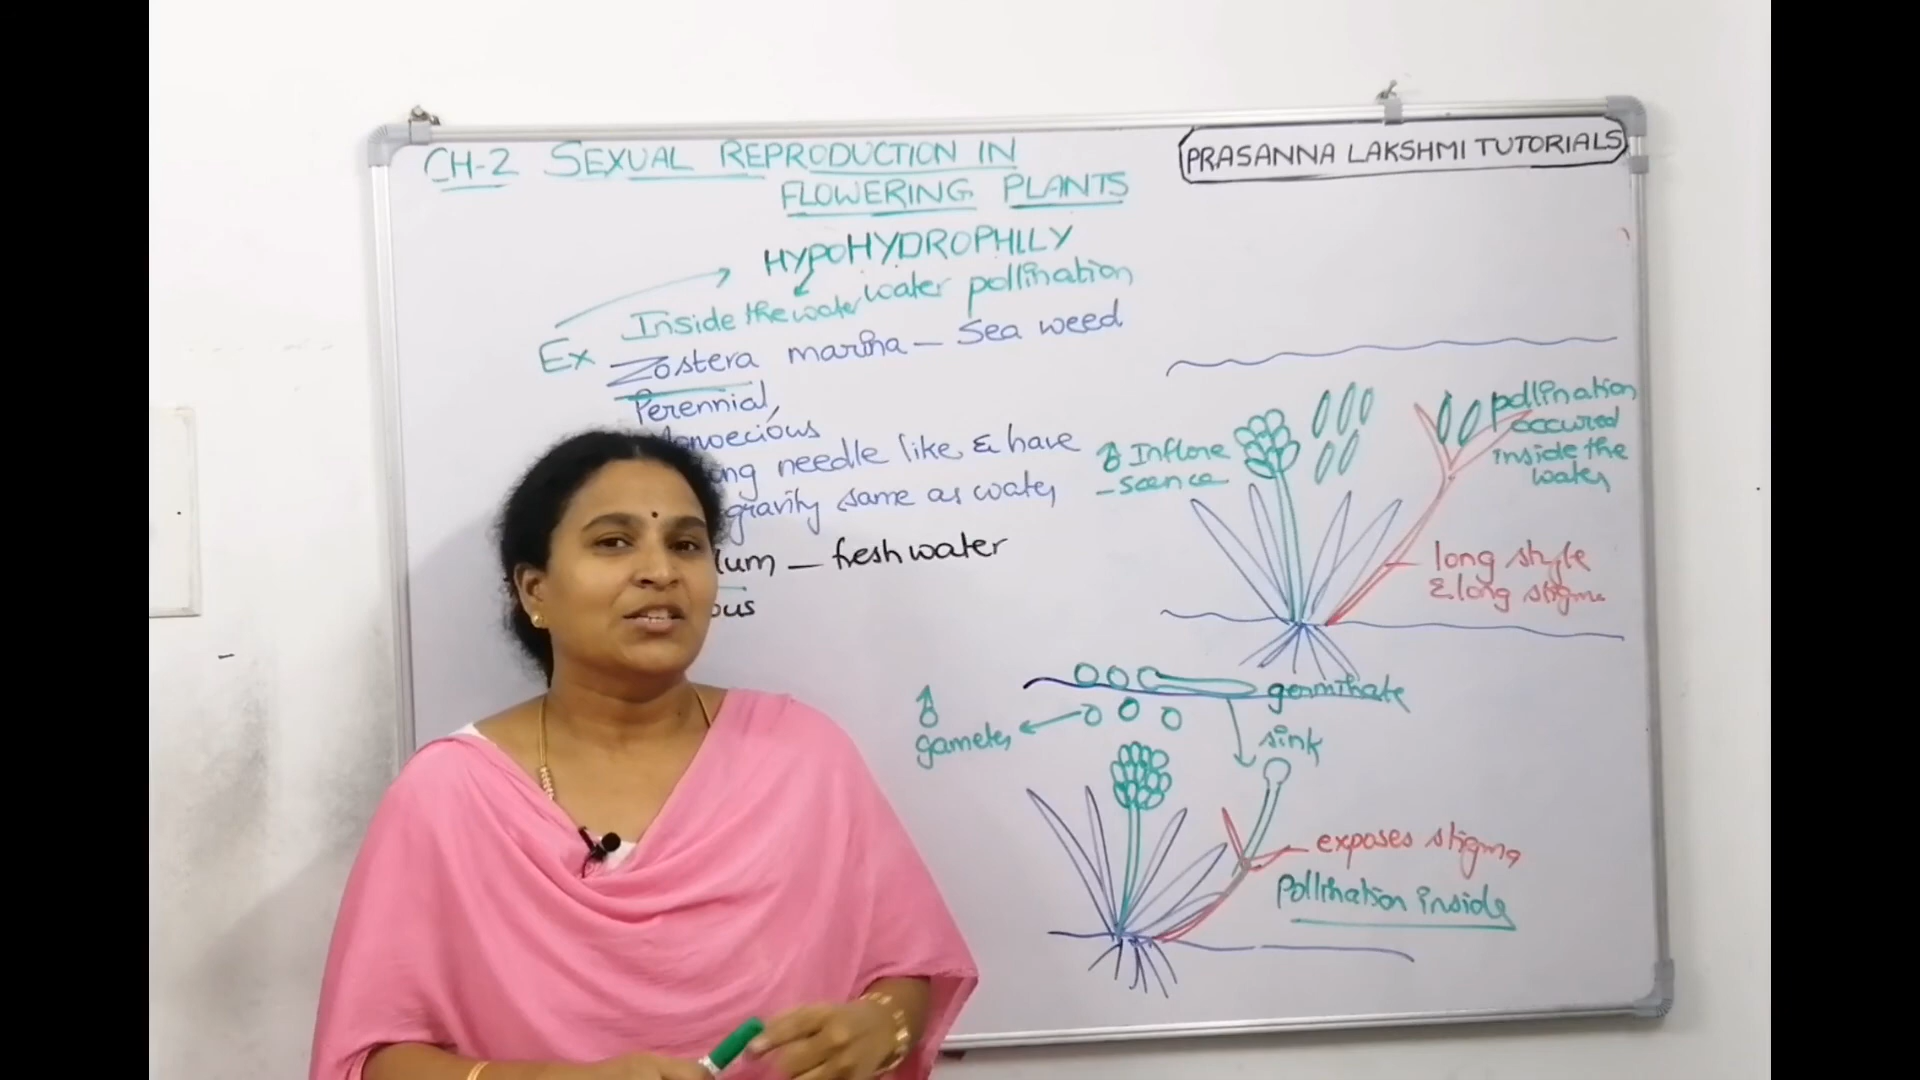 CH-2 SEXUAL REPRODUCTION IN
FLOWERING PLANTS
PRASANNA LAKSHMI TUTORIALS
HYPOHYDROPHILY
Inside the water water pollination
Ex Zostera marina - Sea weed
Perennial,
needle like & have
gravity same as water,
- freshwater
♂ Inflore
-scence
pollination
occured
inside the
water
long style
& long stigma
germinate
♂
gametes
sink
exposes stigma
Pollination inside